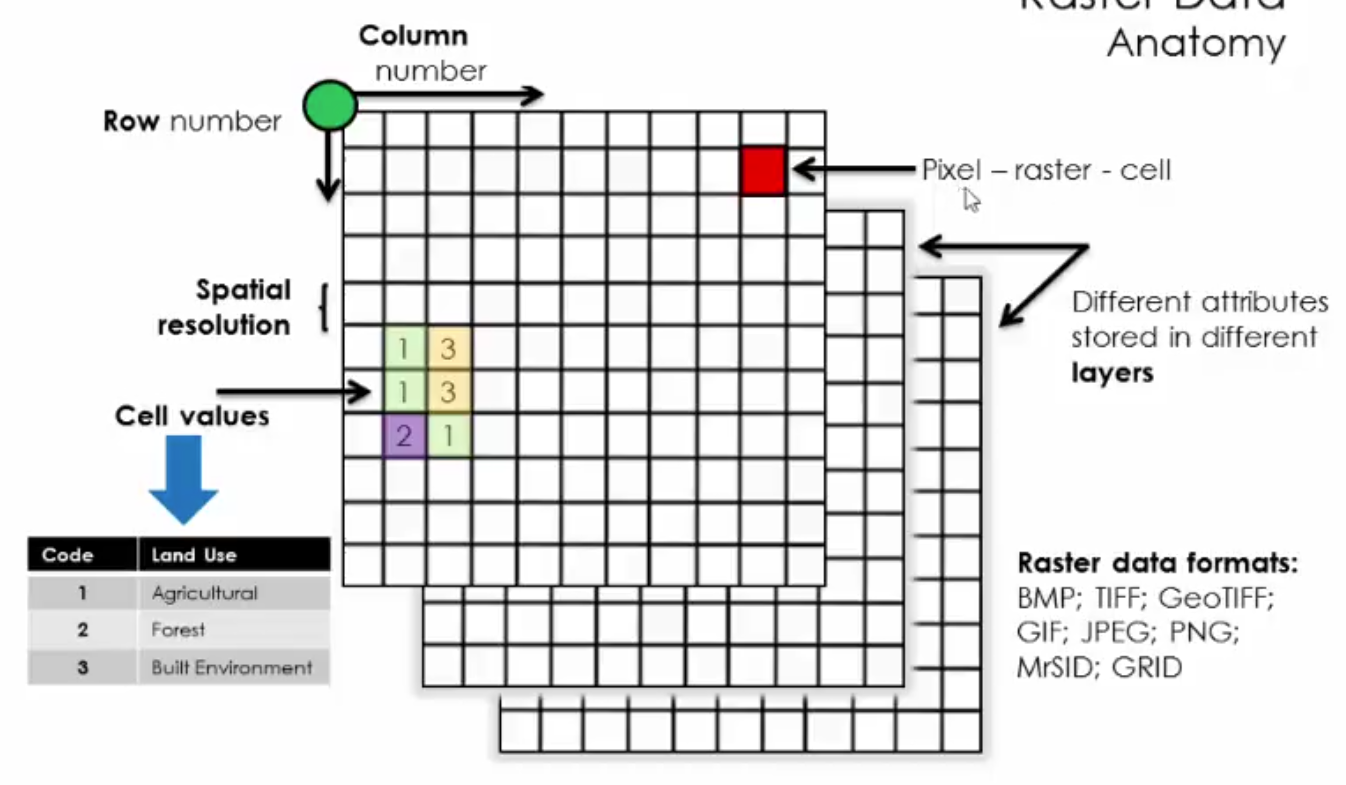 Raster Data
Anatomy
Column
number
Row number
Pixel – raster - cell
Spatial
resolution
Different attributes
stored in different
layers
1 3
1 3
2 1
Cell values
Code Land Use
1 Agricultural
2 Forest
3 Built Environment
Raster data formats:
BMP; TIFF; GeoTIFF;
GIF; JPEG; PNG;
MrSID; GRID